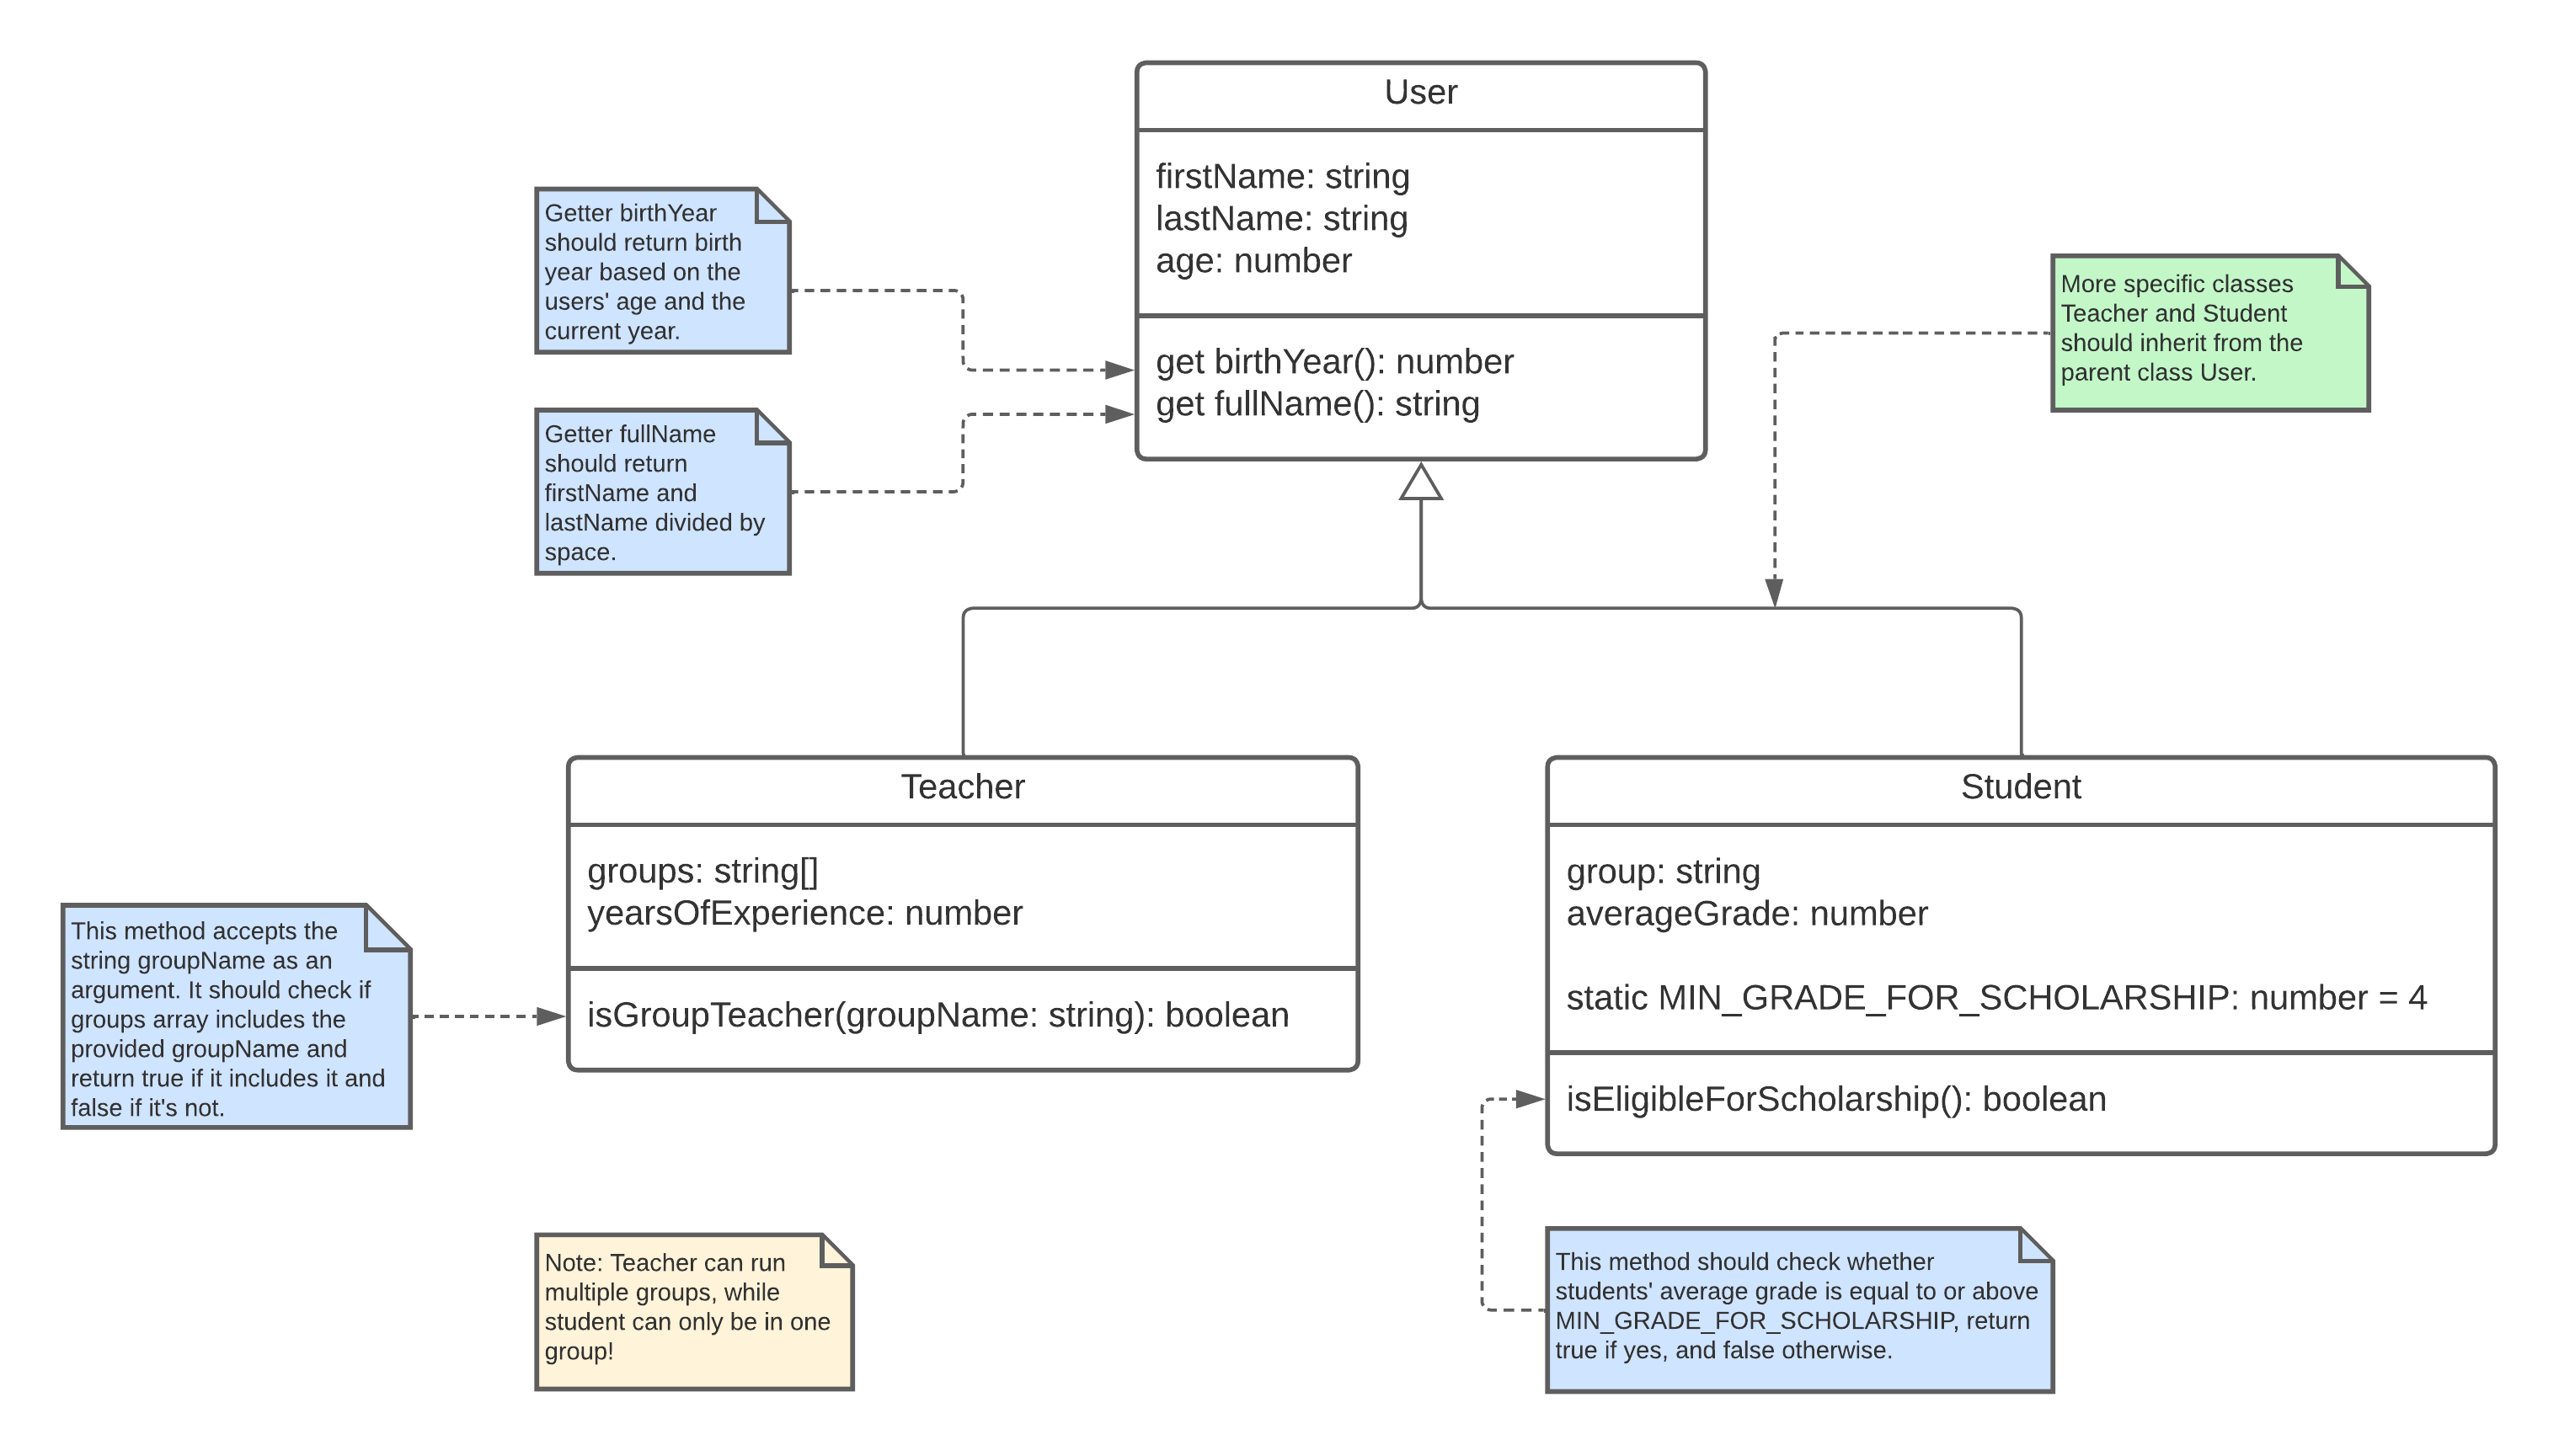 User
firstName: string
lastName: string
age: number
get birthYear(): number
get fullName(): string
Getter birthYear
should return birth
year based on the
users' age and the
current year.
Getter fullName
should return
firstName and
lastName divided by
space.
More specific classes
Teacher and Student
should inherit from the
parent class User.
Teacher
groups: string[]
yearsOfExperience: number
isGroupTeacher(groupName: string): boolean
Student
group: string
averageGrade: number
static MIN_GRADE_FOR_SCHOLARSHIP: number = 4
isEligibleForScholarship(): boolean
This method accepts the
string groupName as an
argument. It should check if
groups array includes the
provided groupName and
return true if it includes it and
false if it's not.
Note: Teacher can run
multiple groups, while
student can only be in one
group!
This method should check whether
students' average grade is equal to or above
MIN_GRADE_FOR_SCHOLARSHIP, return
true if yes, and false otherwise.